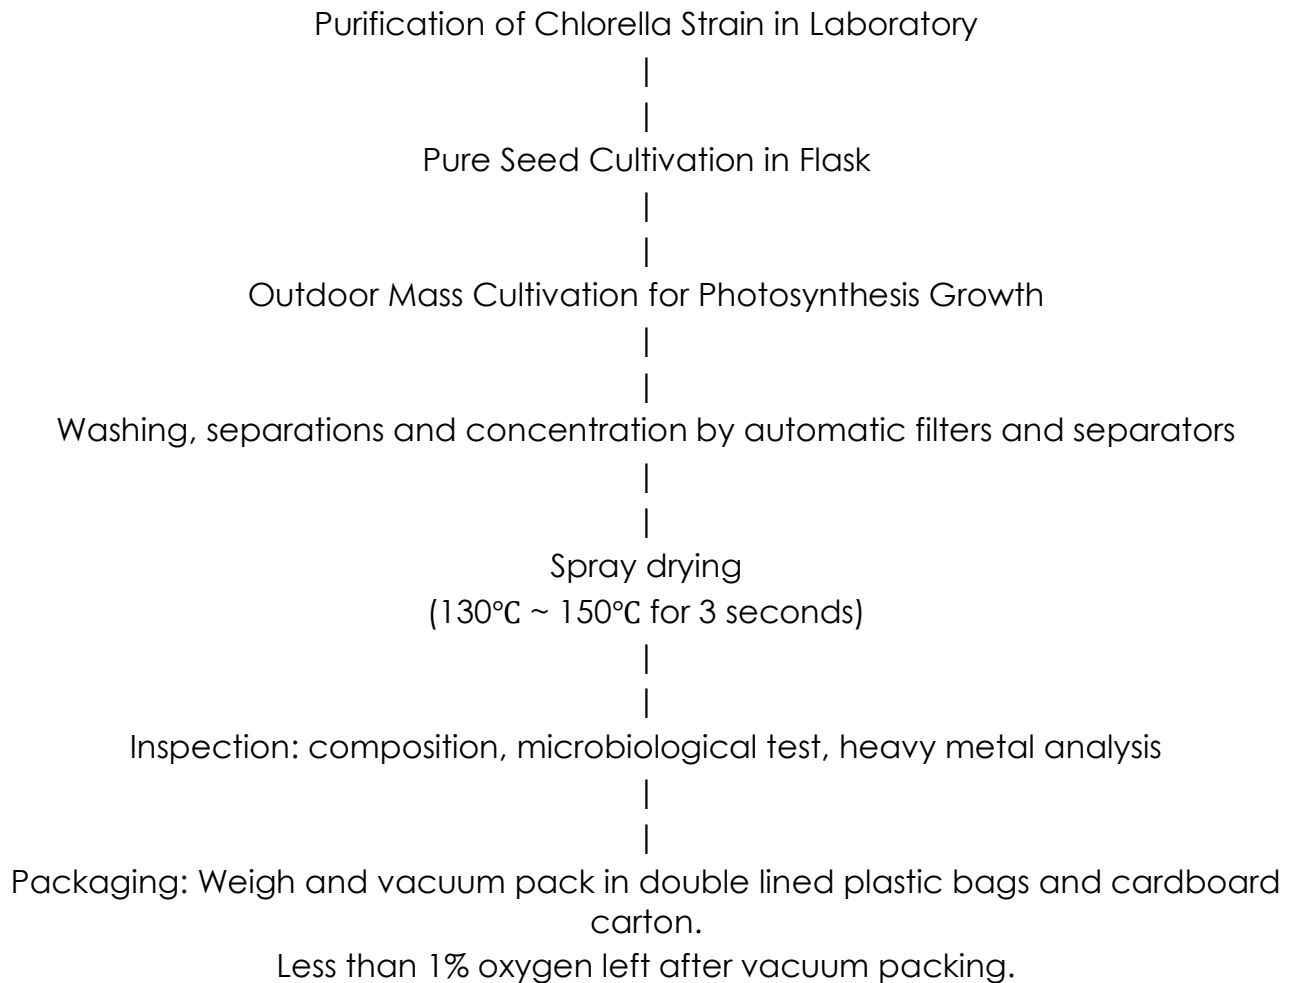 Purification of Chlorella Strain in Laboratory
|
|
Pure Seed Cultivation in Flask
|
|
Outdoor Mass Cultivation for Photosynthesis Growth
|
|
Washing, separations and concentration by automatic filters and separators
|
|
Spray drying
(130℃ ~ 150℃ for 3 seconds)
|
|
Inspection: composition, microbiological test, heavy metal analysis
|
|
Packaging: Weigh and vacuum pack in double lined plastic bags and cardboard
carton.
Less than 1% oxygen left after vacuum packing.